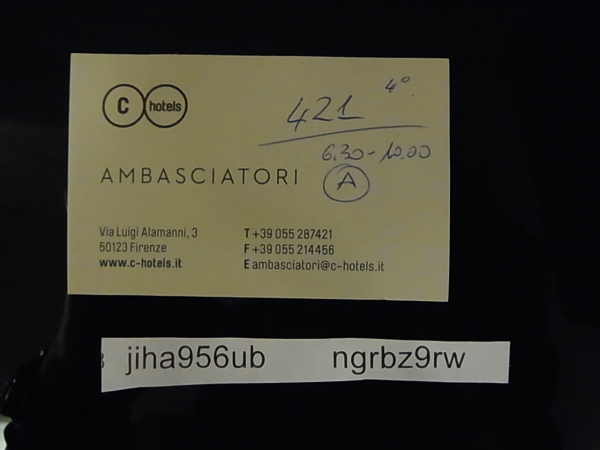 C hotels
4°
421
6.30-10.00
AMBASCIATORI
A
Via Luigi Alamanni, 3
50123 Firenze
www.c-hotels.it
T +39 055 287421
F +39 055 214456
E ambasciatori@c-hotels.it
jiha956ub ngrbz9rw